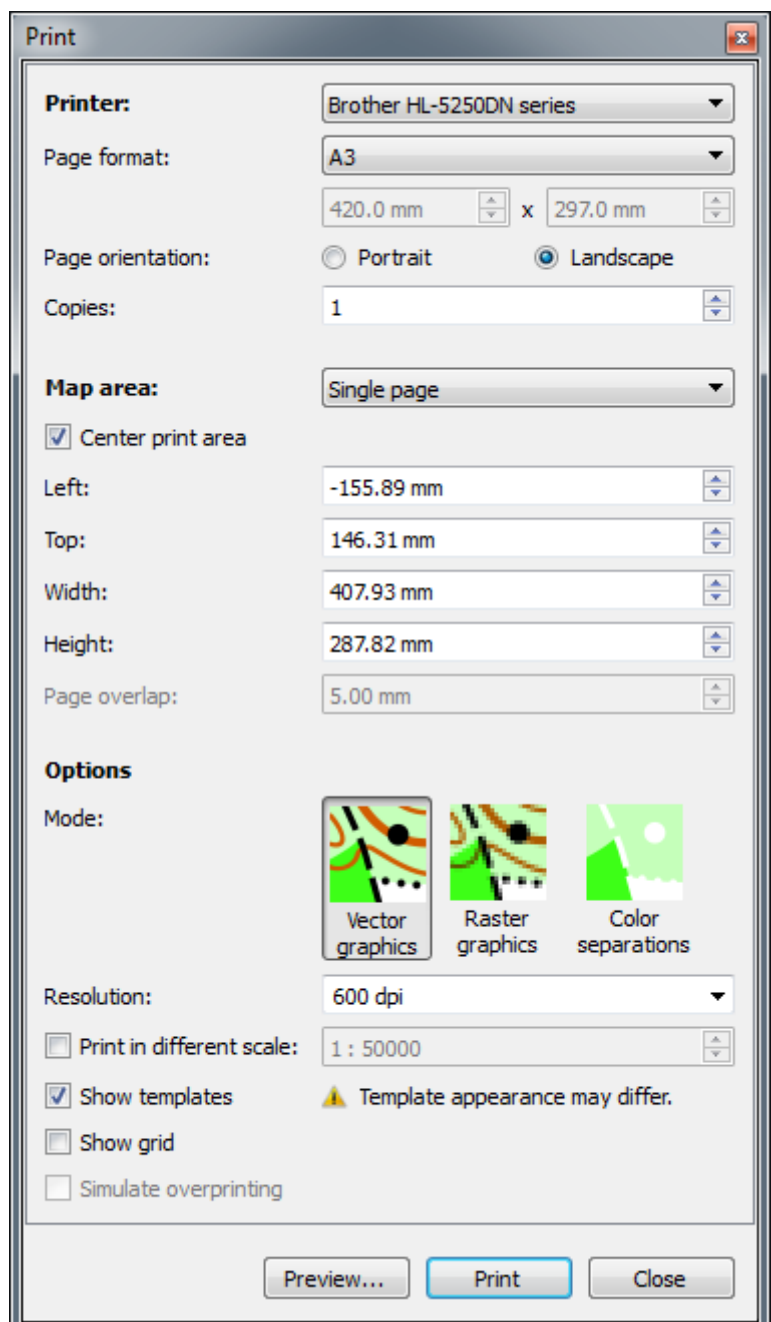 Print
Printer: Brother HL-5250DN series
Page format: A3
420.0 mm x 297.0 mm
Page orientation: Portrait Landscape
Copies: 1
Map area: Single page
Center print area
Left: -155.89 mm
Top: 146.31 mm
Width: 407.93 mm
Height: 287.82 mm
Page overlap: 5.00 mm
Options
Mode:
Vector graphics
Raster graphics
Color separations
Resolution: 600 dpi
Print in different scale: 1 : 50000
Show templates Template appearance may differ.
Show grid
Simulate overprinting
Preview... Print Close